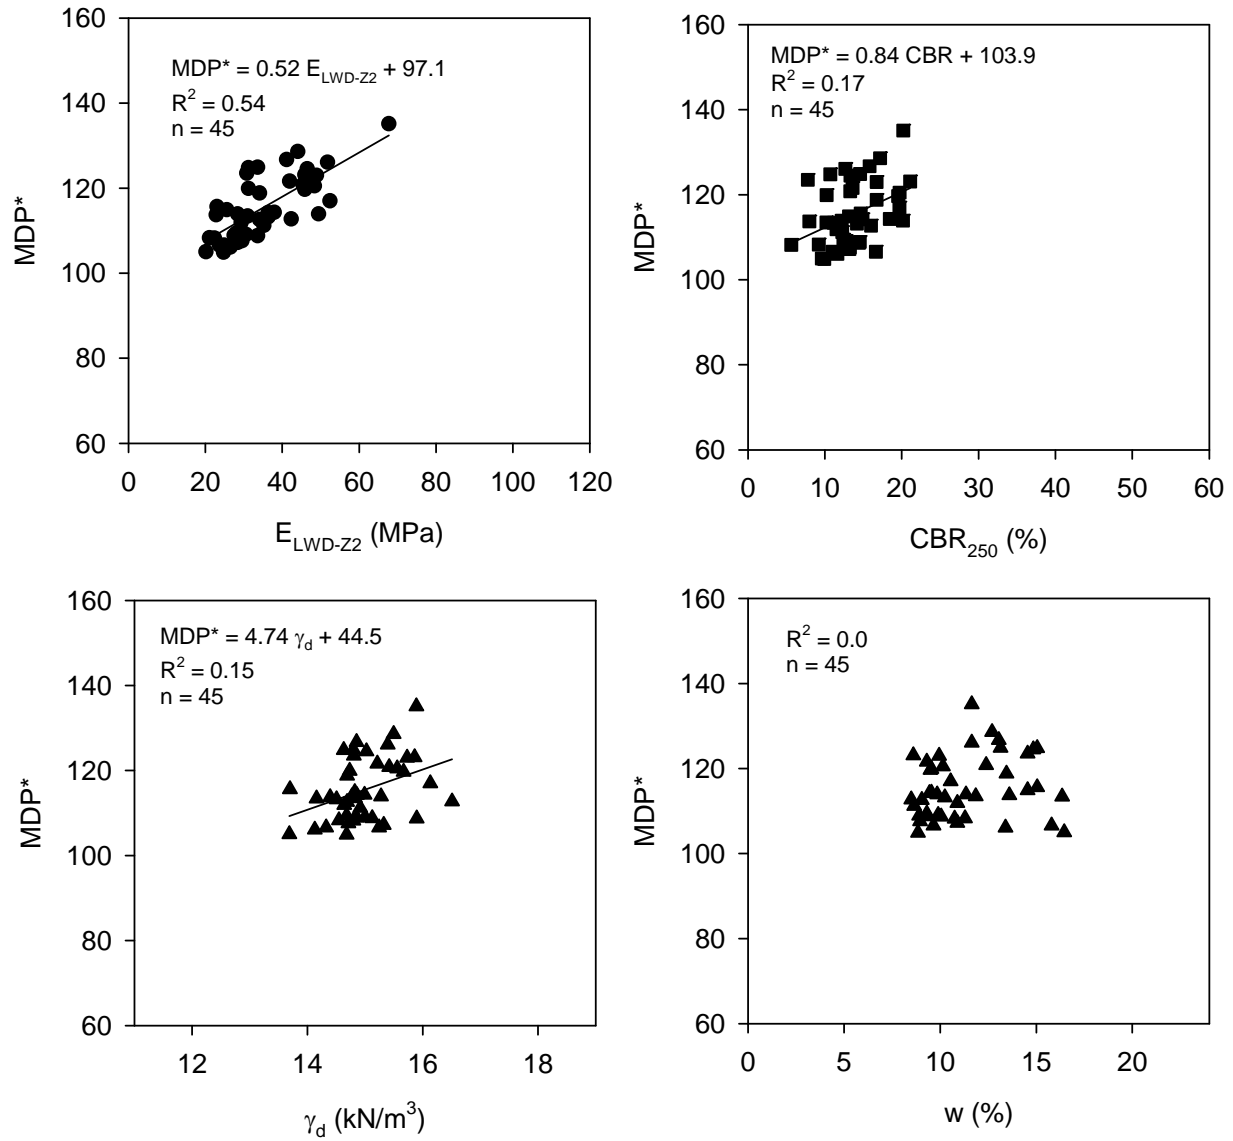 160
140
120
100
80
60
MDP*
MDP* = 0.52 E_LWD-Z2 + 97.1
R² = 0.54
n = 45
0 20 40 60 80 100 120
E_LWD-Z2 (MPa)
160
140
120
100
80
60
MDP*
MDP* = 0.84 CBR + 103.9
R² = 0.17
n = 45
0 10 20 30 40 50 60
CBR_250 (%)
160
140
120
100
80
60
MDP*
MDP* = 4.74 γ_d + 44.5
R² = 0.15
n = 45
12 14 16 18
γ_d (kN/m³)
160
140
120
100
80
60
MDP*
R² = 0.0
n = 45
0 5 10 15 20
w (%)